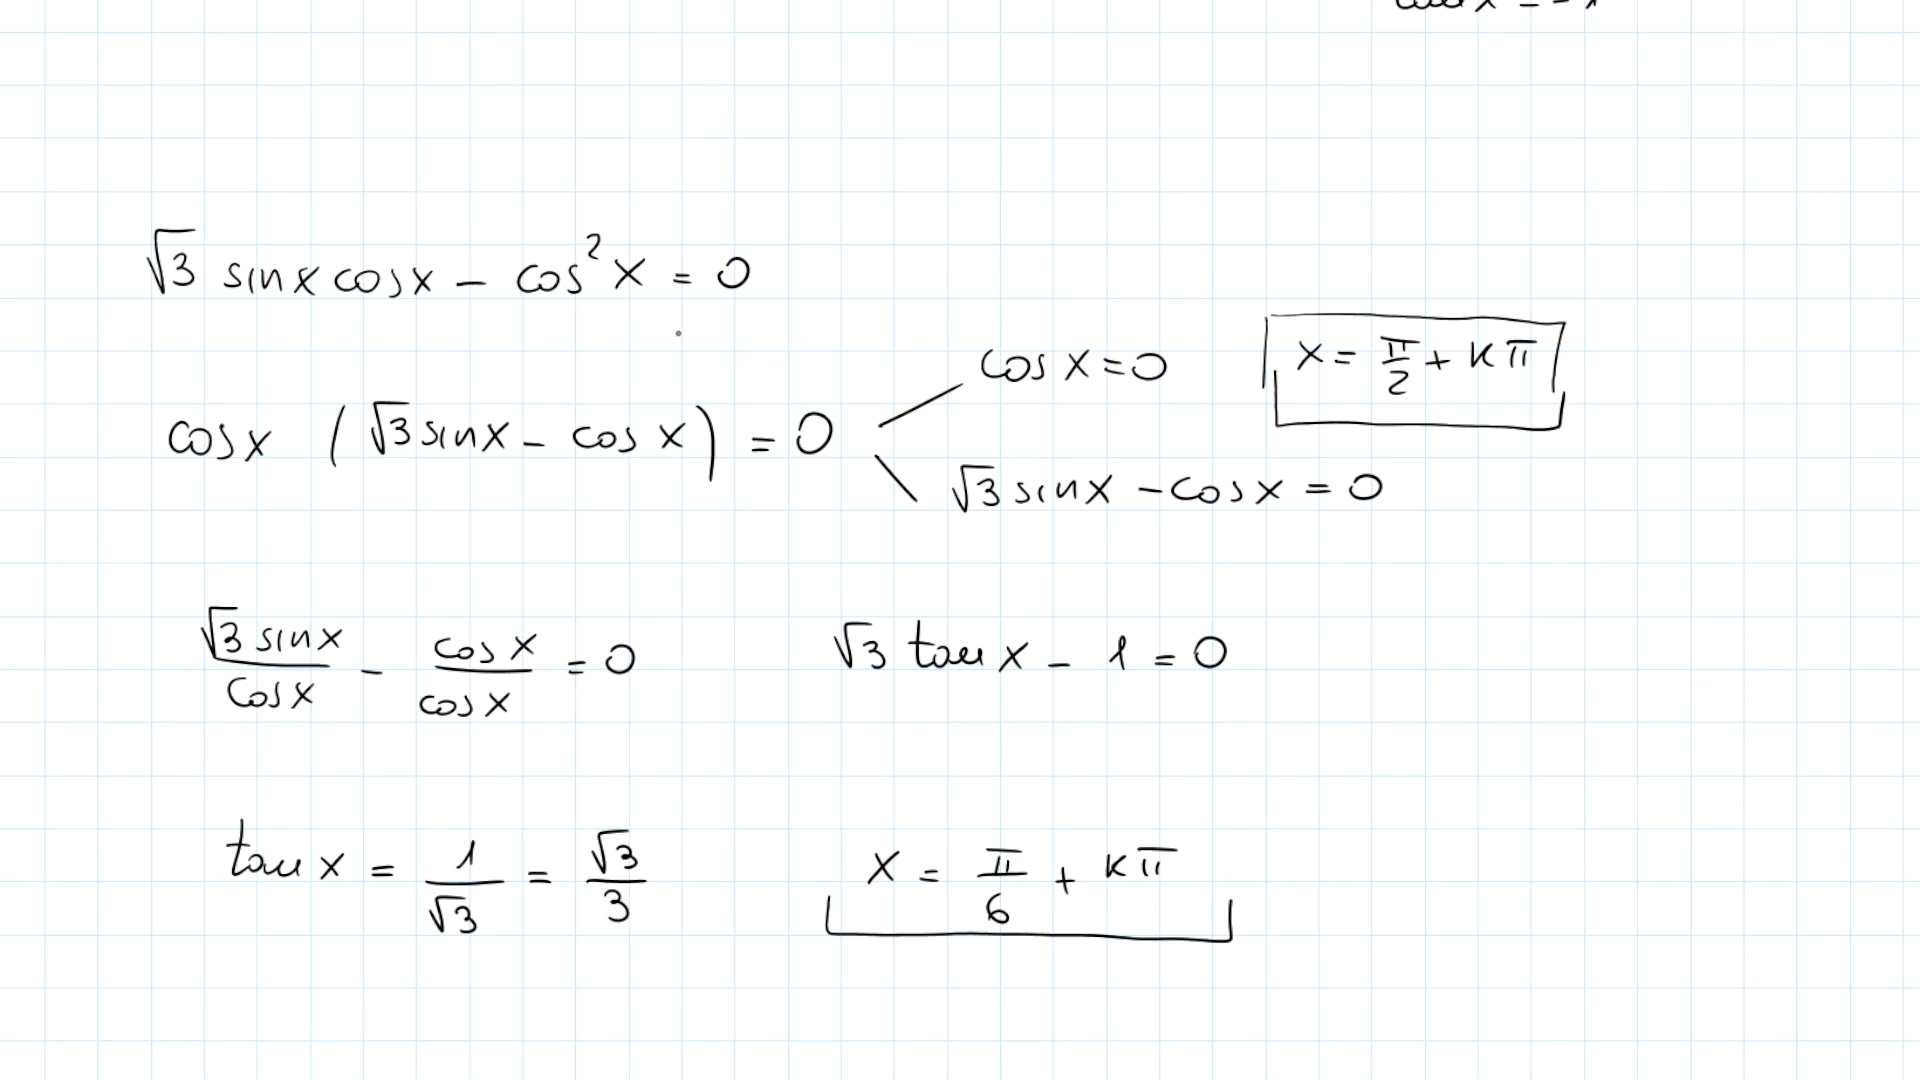 √3 sinx cosx - cos²x = 0
cosx (√3 sinx - cos x) = 0
cos x = 0
x = π/2 + kπ
√3 sinx - cosx = 0
√3 sinx/cosx - cosx/cosx = 0
√3 tan x - 1 = 0
tan x = 1/√3 = √3/3
x = π/6 + kπ